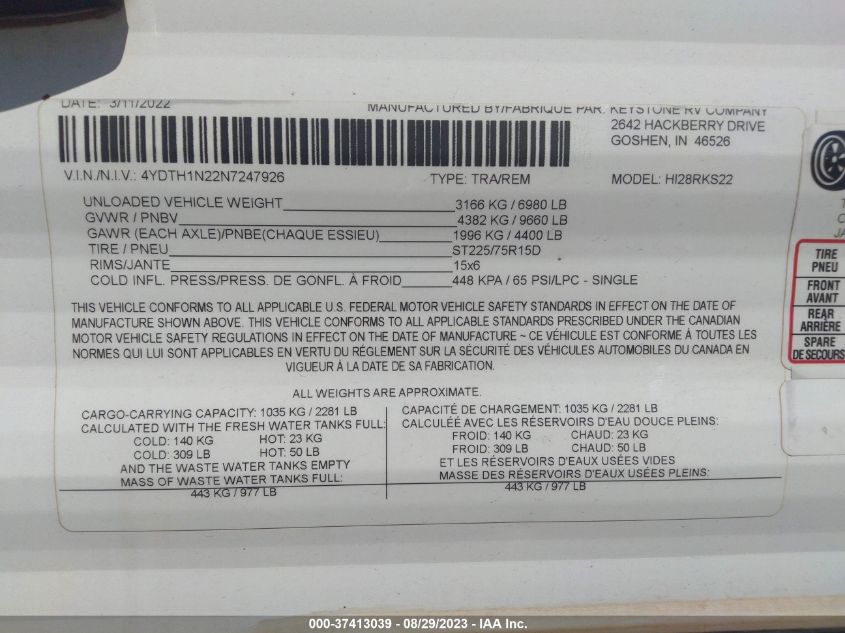 DATE: 3/11/2022
MANUFACTURED BY/FABRIQUE PAR: KEYSTONE RV COMPANY
2642 HACKBERRY DRIVE
GOSHEN, IN 46526
V.I.N./N.I.V.: 4YDTH1N22N7247926 TYPE: TRA/REM MODEL: HI28RKS22
UNLOADED VEHICLE WEIGHT 3166 KG / 6980 LB
GVWR / PNBV 4382 KG / 9660 LB
GAWR (EACH AXLE)/PNBE(CHAQUE ESSIEU) 1996 KG / 4400 LB
TIRE / PNEU ST225/75R15D
RIMS/JANTE 15x6
COLD INFL. PRESS/PRESS. DE GONFL. À FROID 448 KPA / 65 PSI/LPC - SINGLE
THIS VEHICLE CONFORMS TO ALL APPLICABLE U.S. FEDERAL MOTOR VEHICLE SAFETY STANDARDS IN EFFECT ON THE DATE OF
MANUFACTURE SHOWN ABOVE. THIS VEHICLE CONFORMS TO ALL APPLICABLE STANDARDS PRESCRIBED UNDER THE CANADIAN
MOTOR VEHICLE SAFETY REGULATIONS IN EFFECT ON THE DATE OF MANUFACTURE ~ CE VÉHICULE EST CONFORME À TOUTES LES
NORMES QUI LUI SONT APPLICABLES EN VERTU DU RÉGLEMENT SUR LA SÉCURITÉ DES VÉHICULES AUTOMOBILES DU CANADA EN
VIGUEUR À LA DATE DE SA FABRICATION.
ALL WEIGHTS ARE APPROXIMATE.
CARGO-CARRYING CAPACITY: 1035 KG / 2281 LB
CALCULATED WITH THE FRESH WATER TANKS FULL:
COLD: 140 KG HOT: 23 KG
COLD: 309 LB HOT: 50 LB
AND THE WASTE WATER TANKS EMPTY
MASS OF WASTE WATER TANKS FULL:
443 KG / 977 LB
CAPACITÉ DE CHARGEMENT: 1035 KG / 2281 LB
CALCULÉE AVEC LES RÉSERVOIRS D'EAU DOUCE PLEINS:
FROID: 140 KG CHAUD: 23 KG
FROID: 309 LB CHAUD: 50 LB
ET LES RÉSERVOIRS D'EAUX USÉES VIDES
MASSE DES RÉSERVOIRS D'EAUX USÉES PLEINS:
443 KG / 977 LB
TIRE
PNEU
FRONT
AVANT
REAR
ARRIÈRE
SPARE
DE SECOURS
000-37413039 - 08/29/2023 - IAA Inc.